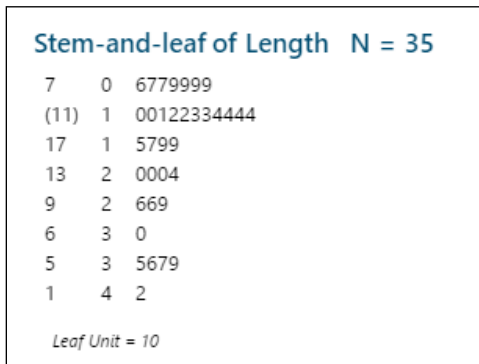 Stem-and-leaf of Length N = 35
7 0 6779999
(11) 1 00122334444
17 1 5799
13 2 0004
9 2 669
6 3 0
5 3 5679
1 4 2
Leaf Unit = 10